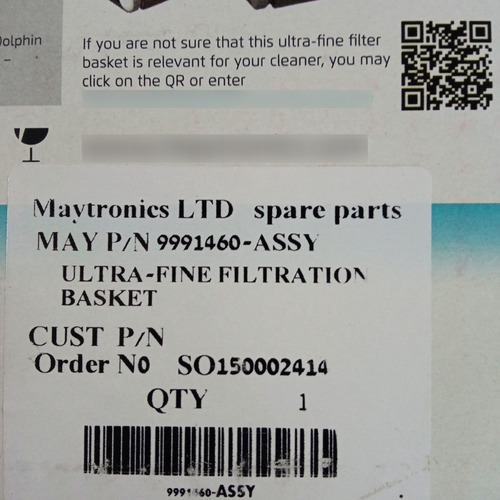 Dolphin
–
If you are not sure that this ultra-fine filter
basket is relevant for your cleaner, you may
click on the QR or enter
Maytronics LTD spare parts
MAY P/N 9991460-ASSY
ULTRA-FINE FILTRATION
BASKET
CUST P/N
Order NO SO150002414
QTY 1
9991460-ASSY